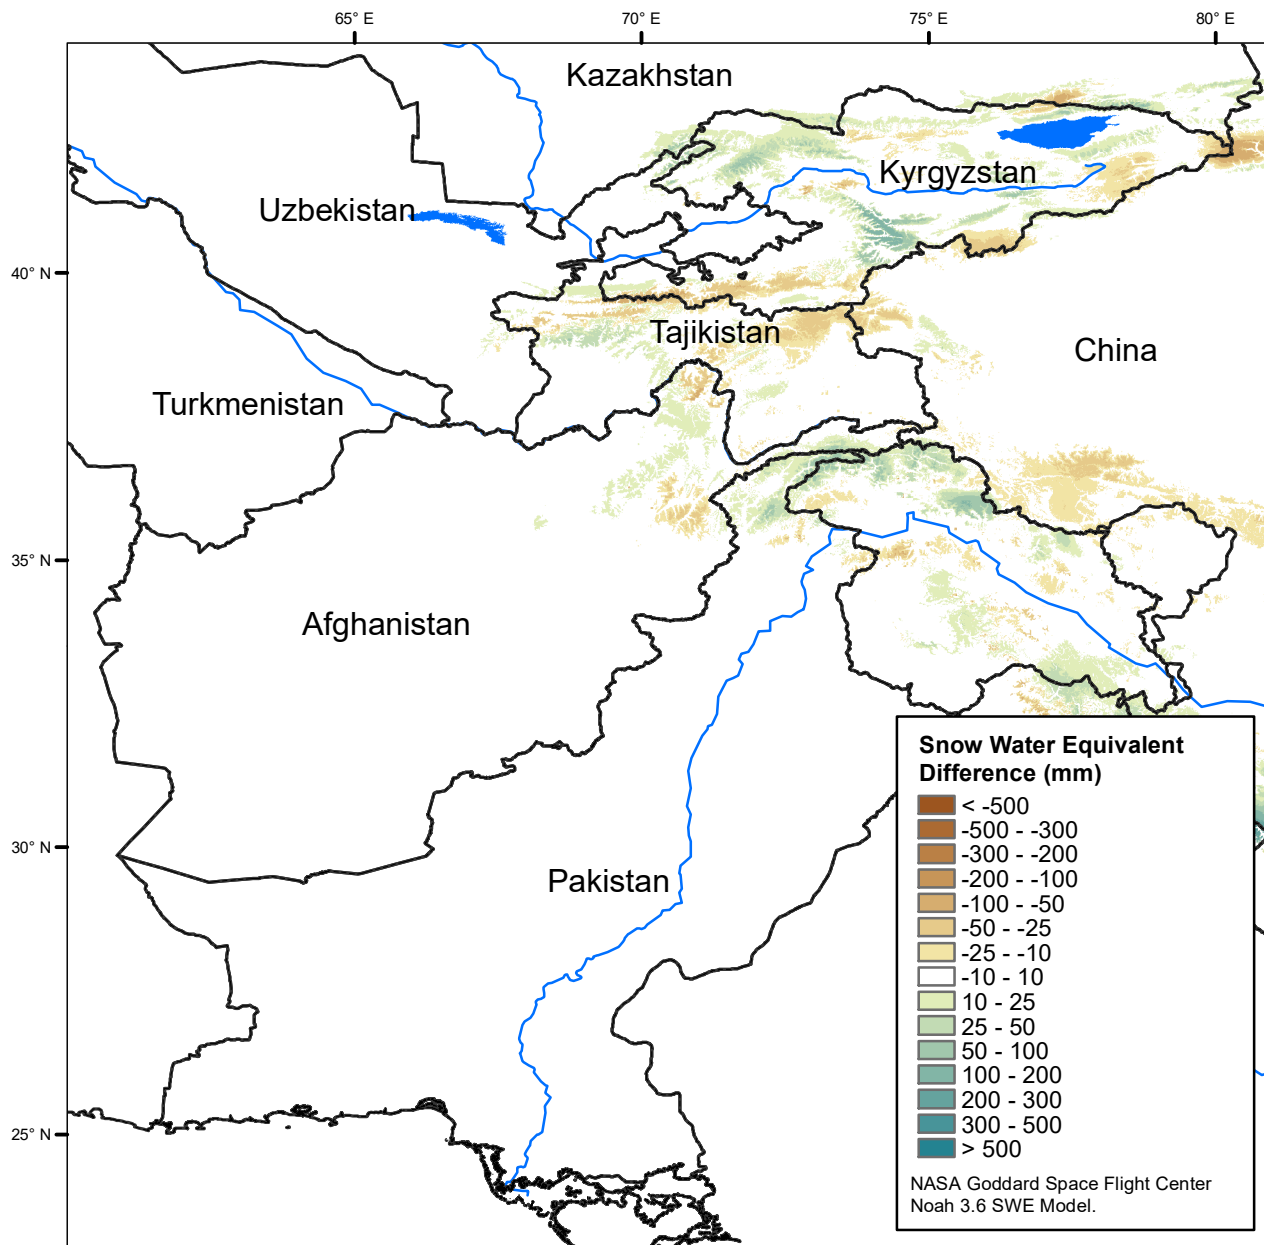 65° E
70° E
75° E
80° E
Kazakhstan
Kyrgyzstan
Uzbekistan
40° N
Tajikistan
China
Turkmenistan
35° N
Afghanistan
Snow Water Equivalent
Difference (mm)
< -500
-500 - -300
-300 - -200
-200 - -100
-100 - -50
-50 - -25
-25 - -10
-10 - 10
10 - 25
25 - 50
50 - 100
100 - 200
200 - 300
300 - 500
> 500
NASA Goddard Space Flight Center
Noah 3.6 SWE Model.
30° N
Pakistan
25° N